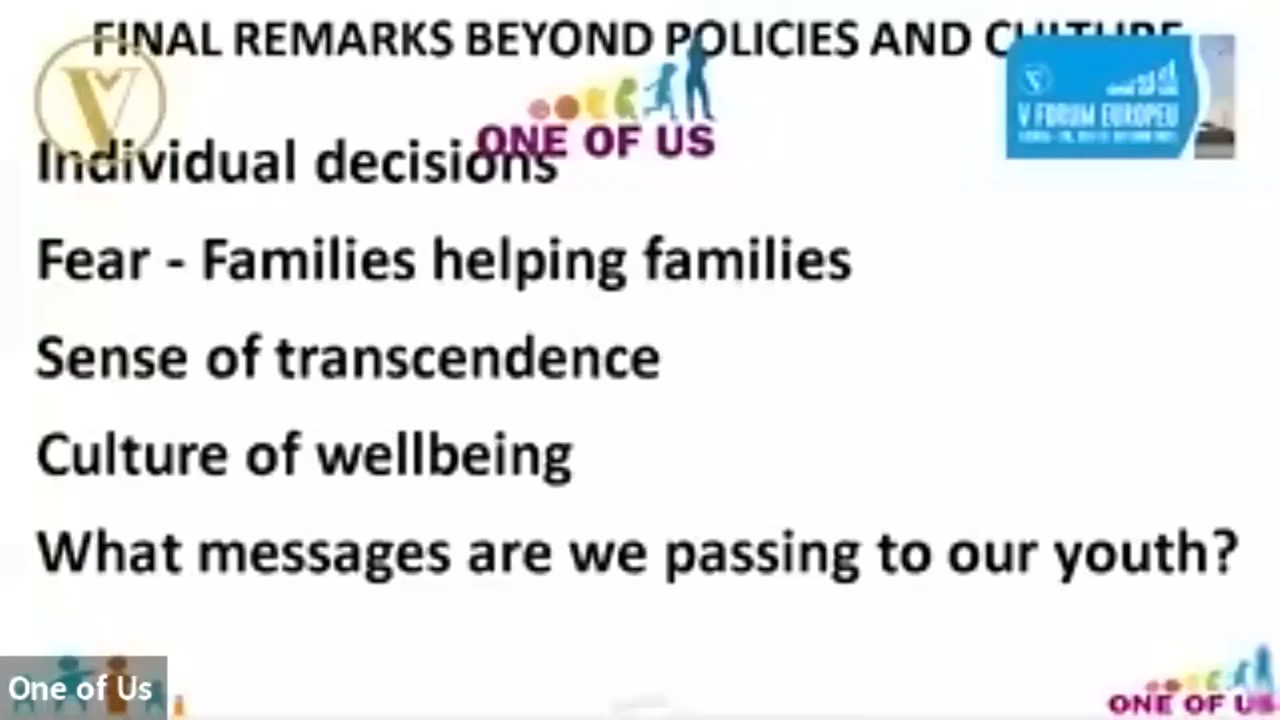 FINAL REMARKS BEYOND POLICIES AND CULTURE
V
ONE OF US
V FORUM EUROPEU
Individual decisions
Fear - Families helping families
Sense of transcendence
Culture of wellbeing
What messages are we passing to our youth?
One of Us
ONE OF US